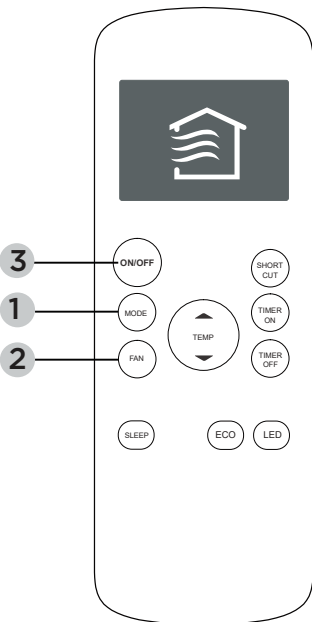 3
ON/OFF
SHORT
CUT
1
MODE
TEMP
TIMER
ON
2
FAN
TIMER
OFF
SLEEP
ECO
LED